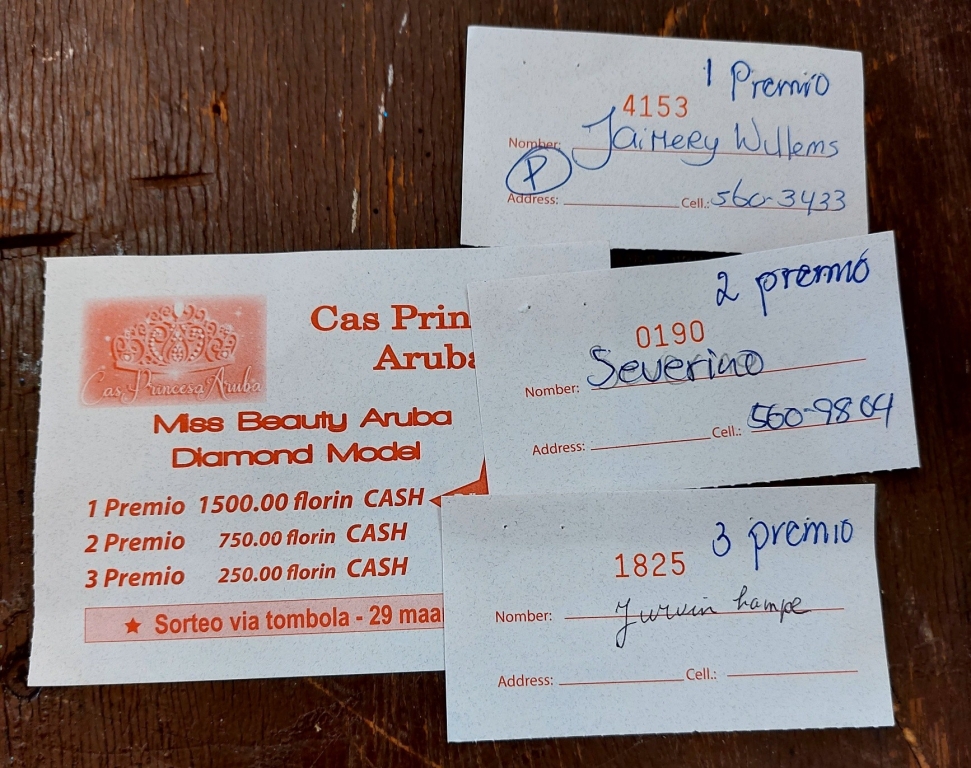 Cas Princesa Aruba
Cas Prin
Aruba
Miss Beauty Aruba
Diamond Model
1 Premio 1500.00 florin CASH
2 Premio 750.00 florin CASH
3 Premio 250.00 florin CASH
★ Sorteo via tombola - 29 maa
1 Premio
4153
Nomber: Jaimery Willems
P
Address: Cell.: 560-3433
2 premio
0190
Nomber: Severino
Address: Cell.: 560-9804
3 premio
1825
Nomber: Jurvin Lampe
Address: Cell.: